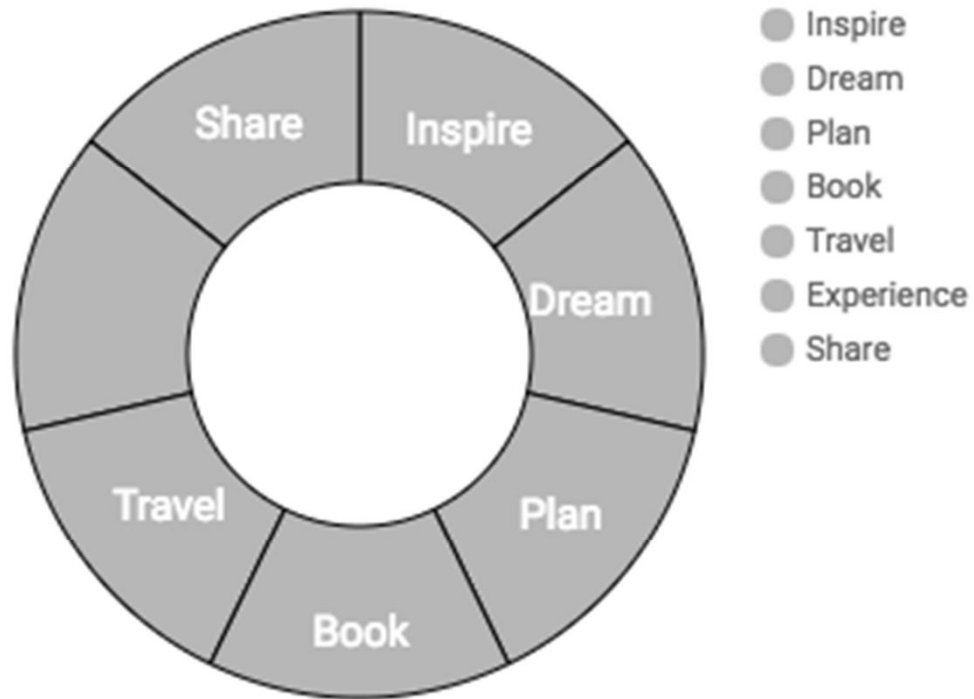 Share
Inspire
Dream
Plan
Book
Travel
Inspire
Dream
Plan
Book
Travel
Experience
Share